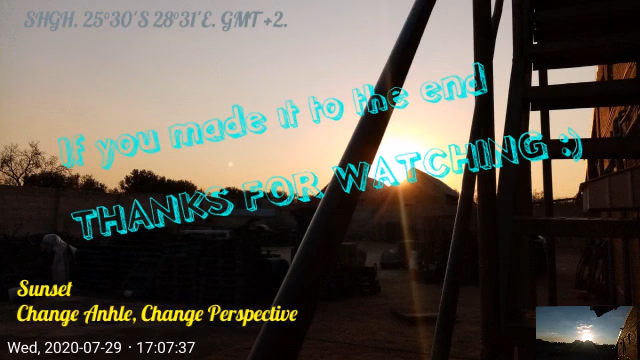 SHGH. 25°30'S 28°31'E. GMT+2.
If you made it to the end
THANKS FOR WATCHING :)
Sunset
Change Anhle, Change Perspective
Wed, 2020-07-29 · 17:07:37